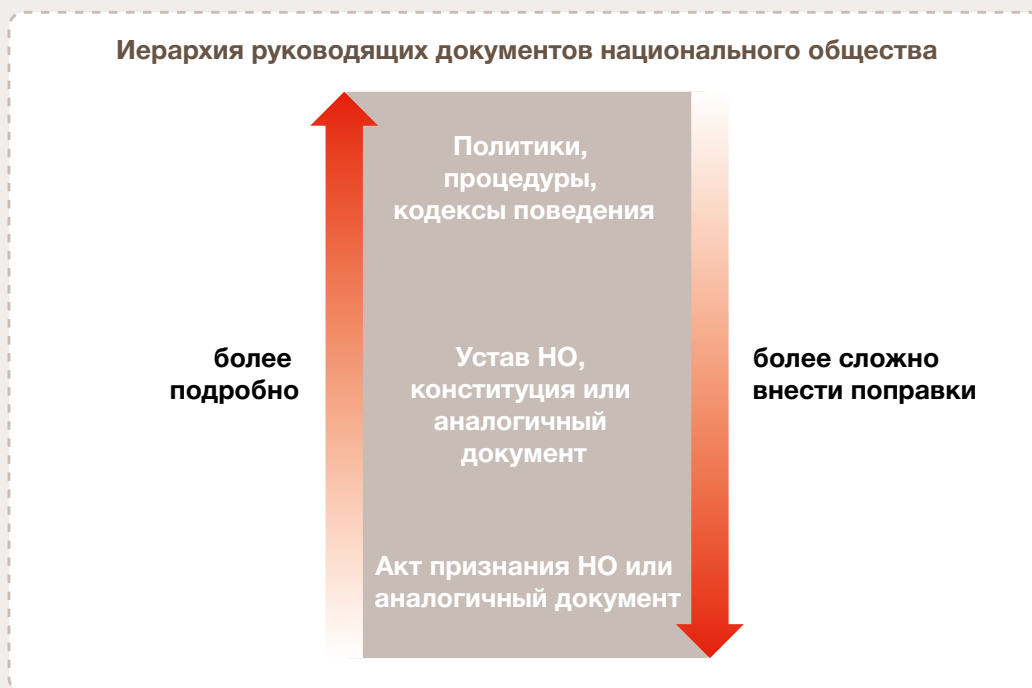 Иерархия руководящих документов национального общества
Политики,
процедуры,
кодексы поведения
более
подробно
Устав НО,
конституция или
аналогичный
документ
более сложно
внести поправки
Акт признания НО или
аналогичный документ